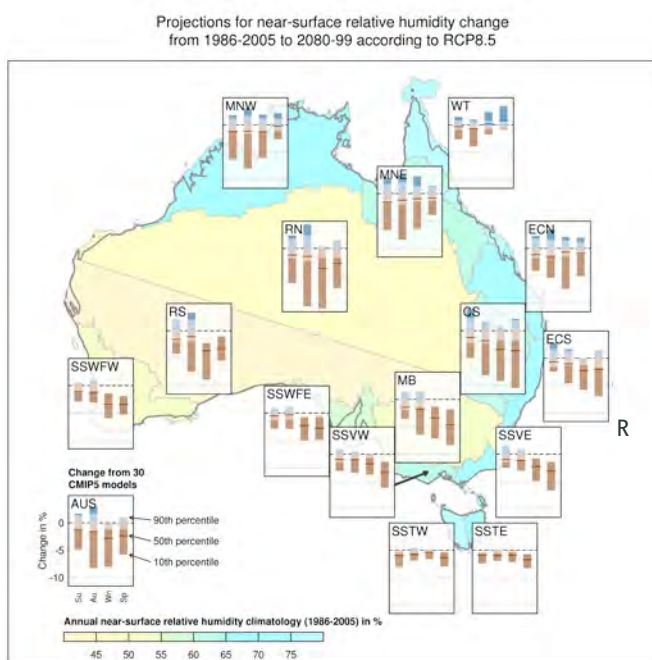 Projections for near-surface relative humidity change
from 1986-2005 to 2080-99 according to RCP8.5
MNW
WT
MNE
RN
ECN
RS
CS
ECS
SSWFW
MB
SSWFE
R
SSVW
SSVE
Change from 30
CMIP5 models
AUS
0
-5
-10
Change in %
90th percentile
50th percentile
10th percentile
Su
Au
Wn
Sp
SSTW
SSTE
Annual near-surface relative humidity climatology (1986-2005) in %
45 50 55 60 65 70 75